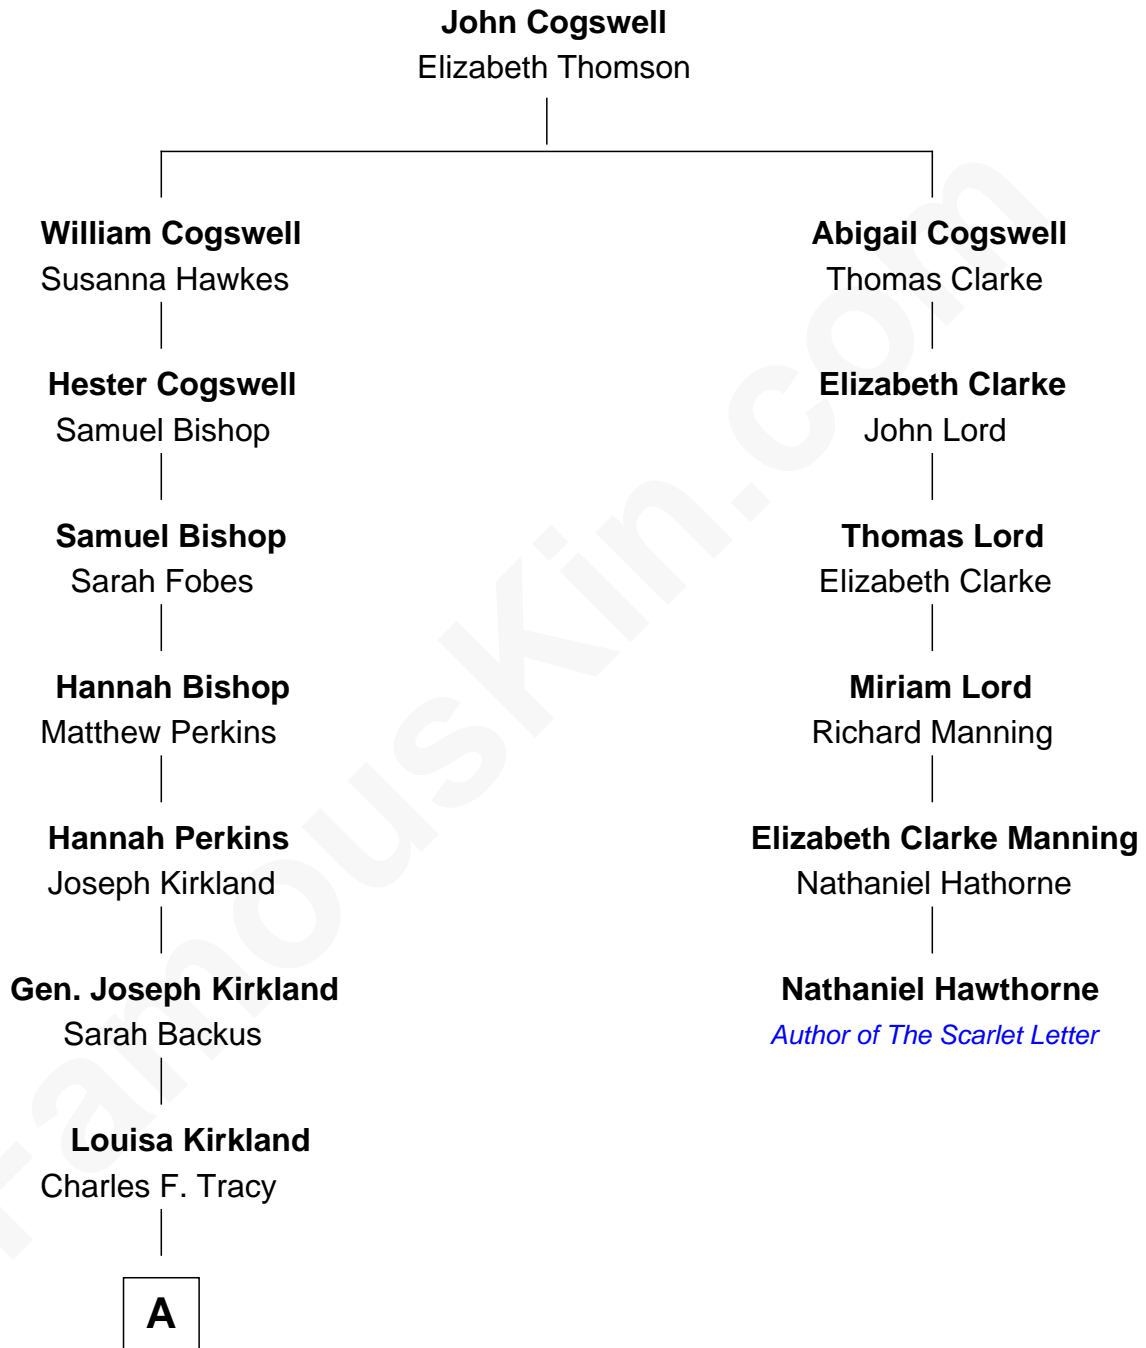 John Cogswell
Elizabeth Thomson
William Cogswell
Susanna Hawkes
Hester Cogswell
Samuel Bishop
Samuel Bishop
Sarah Fobes
Hannah Bishop
Matthew Perkins
Hannah Perkins
Joseph Kirkland
Gen. Joseph Kirkland
Sarah Backus
Louisa Kirkland
Charles F. Tracy
A
Abigail Cogswell
Thomas Clarke
Elizabeth Clarke
John Lord
Thomas Lord
Elizabeth Clarke
Miriam Lord
Richard Manning
Elizabeth Clarke Manning
Nathaniel Hathorne
Nathaniel Hawthorne
Author of The Scarlet Letter
FamousKin.com